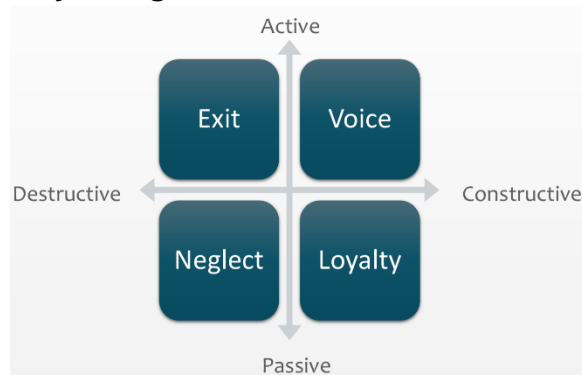 Active
Exit Voice
Destructive Constructive
Neglect Loyalty
Passive